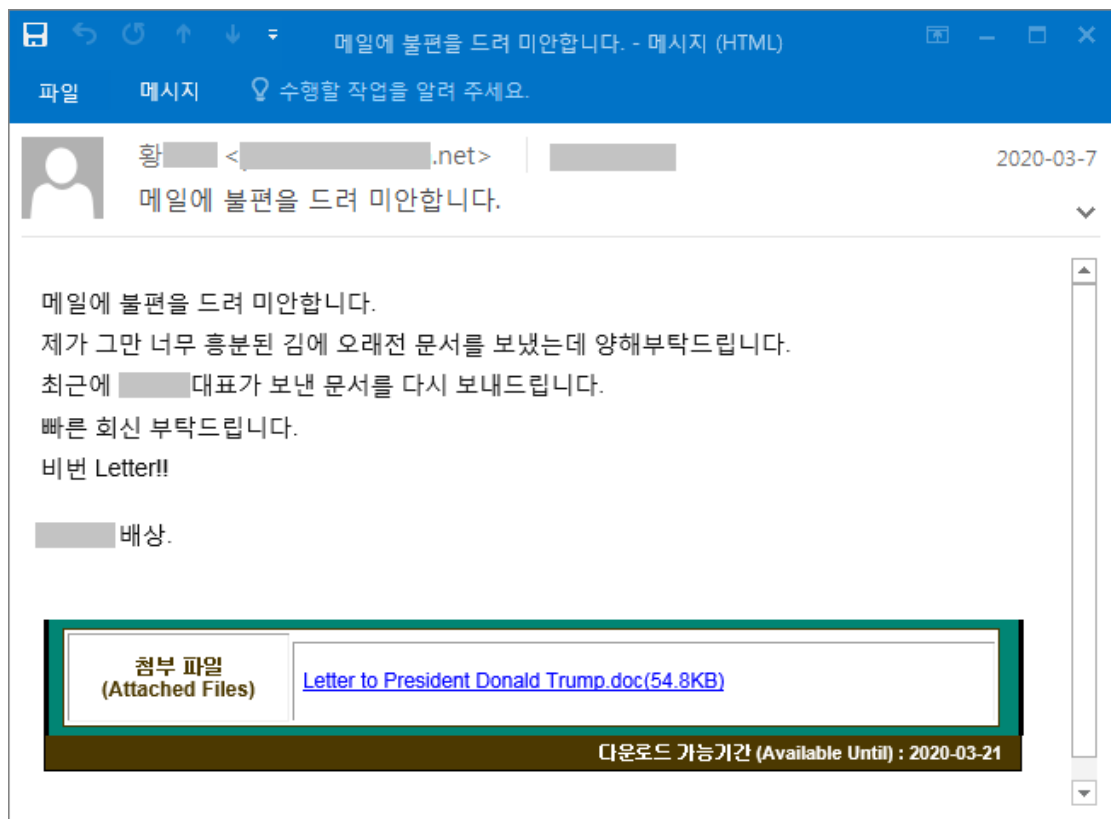 메일에 불편을 드려 미안합니다. - 메시지 (HTML)
파일 메시지 수행할 작업을 알려 주세요.
황 < .net> 2020-03-7
메일에 불편을 드려 미안합니다.
메일에 불편을 드려 미안합니다.
제가 그만 너무 흥분된 김에 오래전 문서를 보냈는데 양해부탁드립니다.
최근에 대표가 보낸 문서를 다시 보내드립니다.
빠른 회신 부탁드립니다.
비번 Letter!!
배상.
첨부 파일
(Attached Files)
Letter to President Donald Trump.doc(54.8KB)
다운로드 가능기간 (Available Until) : 2020-03-21